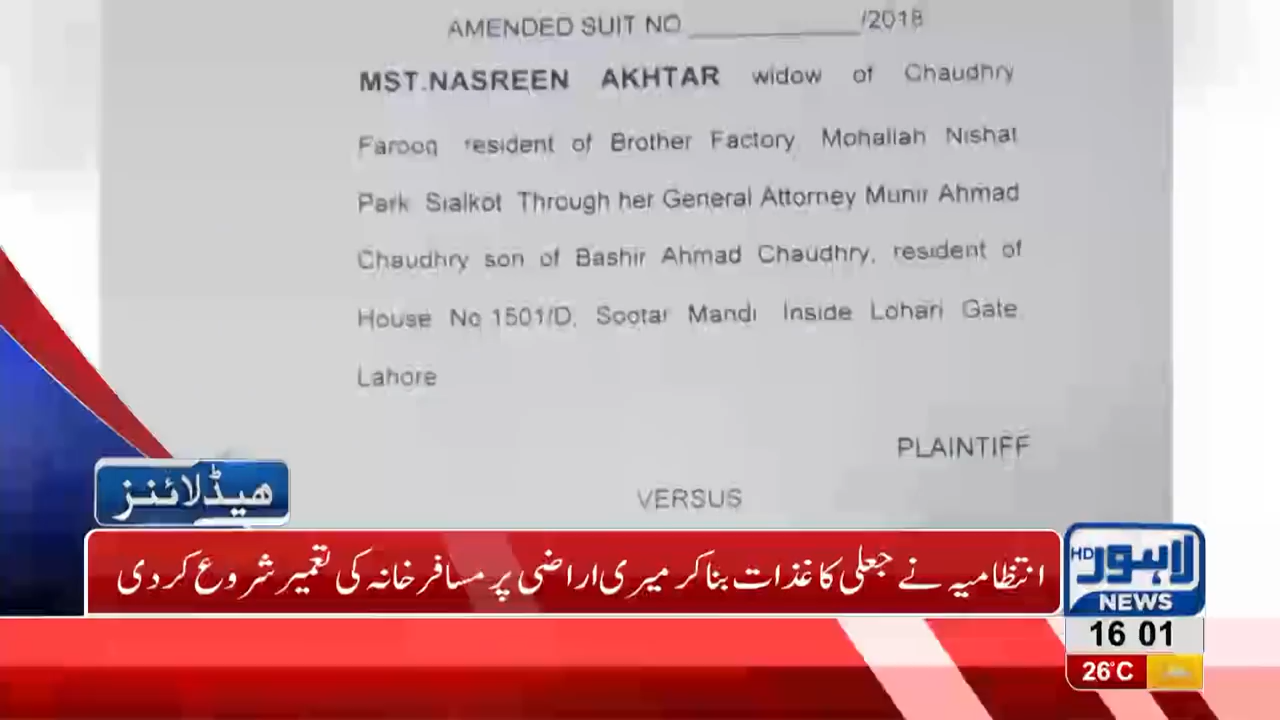 AMENDED SUIT NO ____________/2018
MST.NASREEN AKHTAR widow of Chaudhry
Farooq resident of Brother Factory, Mohallah Nishat
Park Sialkot Through her General Attorney Munir Ahmad
Chaudhry son of Bashir Ahmad Chaudhry, resident of
House No 1501/D, Sootar Mandi Inside Lohari Gate
Lahore
PLAINTIFF
VERSUS
ھیڈلائنز
انتظامیہ نے جعلی کاغذات بنا کر میری اراضی پر مسافر خانہ کی تعمیر شروع کر دی
HD لاہور
NEWS
16 01
26°C